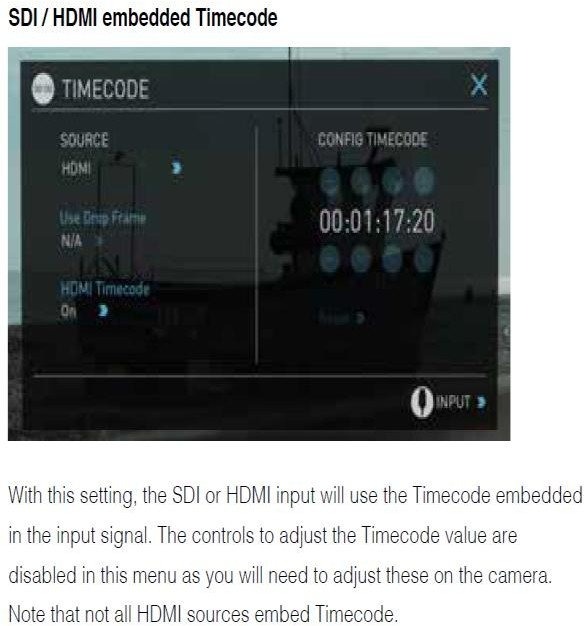 SDI / HDMI embedded Timecode
TIMECODE
SOURCE
HDMI
Use Drop Frame
N/A
HDMI Timecode
On
CONFIG TIMECODE
00:01:17:20
INPUT
With this setting, the SDI or HDMI input will use the Timecode embedded
in the input signal. The controls to adjust the Timecode value are
disabled in this menu as you will need to adjust these on the camera.
Note that not all HDMI sources embed Timecode.